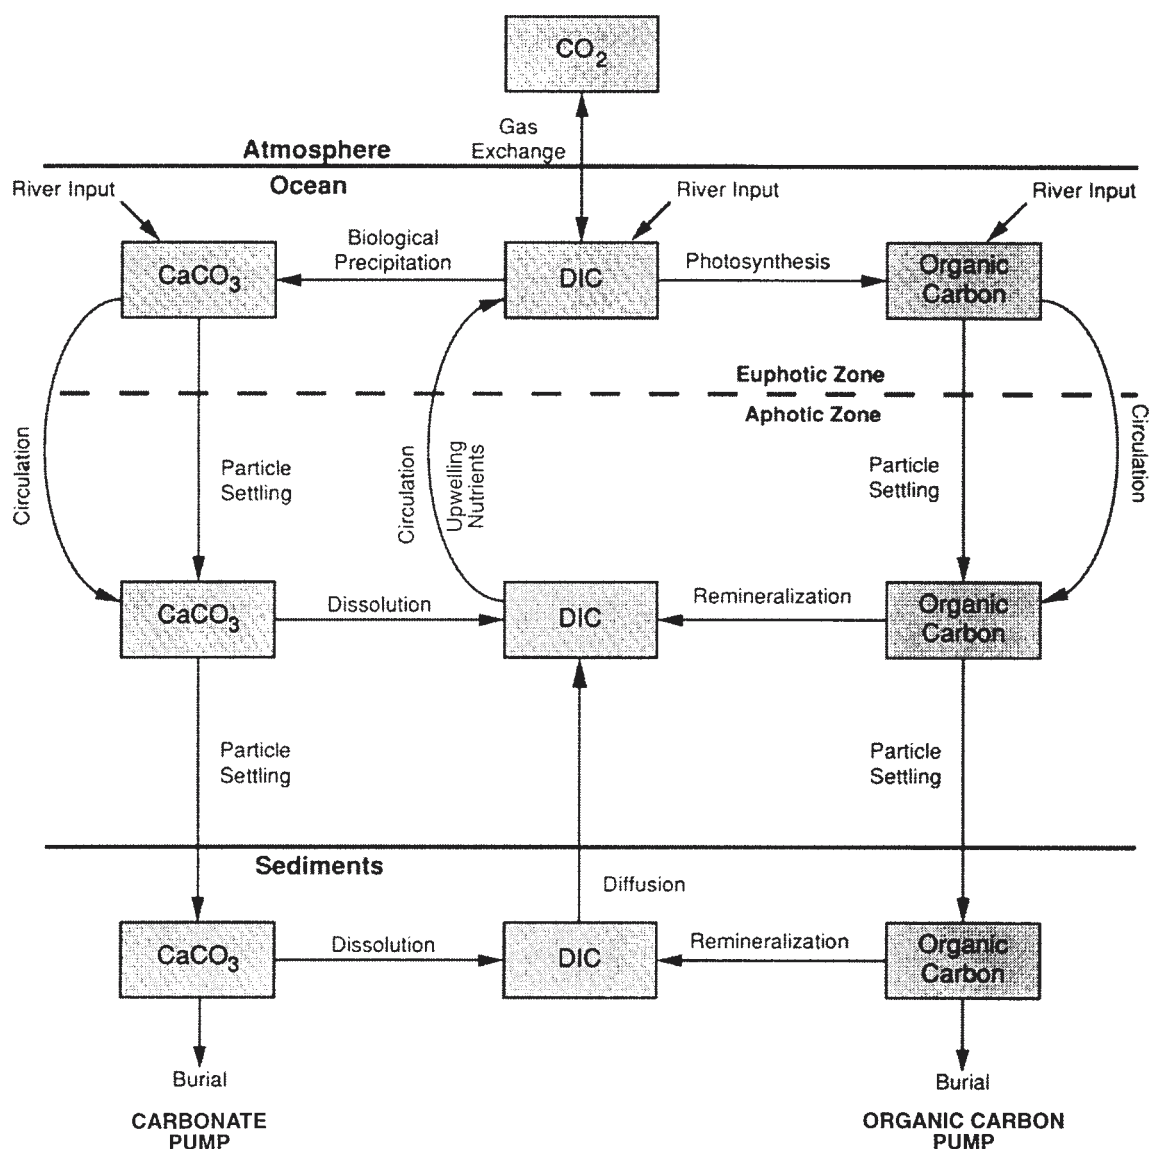 CO2
Gas
Exchange
Atmosphere
Ocean
River Input
River Input
River Input
CaCO3
Biological
Precipitation
DIC
Photosynthesis
Organic
Carbon
Euphotic Zone
Aphotic Zone
Circulation
Particle
Settling
Circulation
Upwelling
Nutrients
Particle
Settling
Circulation
CaCO3
Dissolution
DIC
Remineralization
Organic
Carbon
Particle
Settling
Particle
Settling
Sediments
Diffusion
CaCO3
Dissolution
DIC
Remineralization
Organic
Carbon
Burial
Burial
CARBONATE
PUMP
ORGANIC CARBON
PUMP